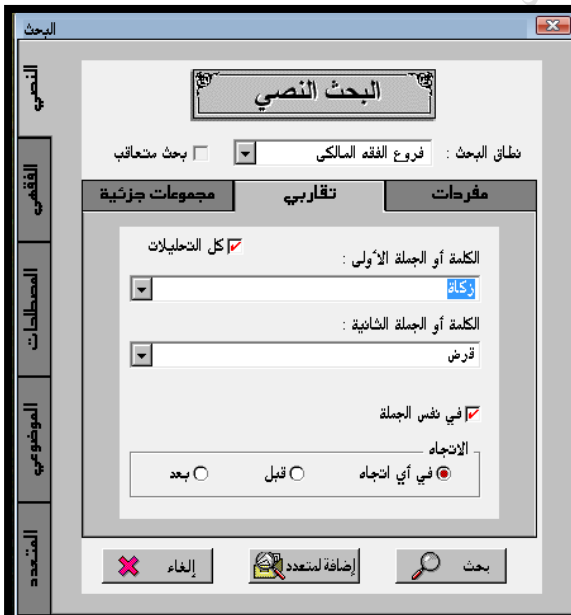 البحث
البحث النصي
نطاق البحث : فروع الفقه المالكى بحث متعاقب
مفردات تقاربي مجموعات جزئية
كل التحليلات
الكلمة أو الجملة الأولى :
زكاة
الكلمة أو الجملة الثانية :
قرض
في نفس الجملة
الاتجاه
في أي اتجاه قبل بعد
بحث إضافة لمتعدد إلغاء
النصي
الفقهي
المصطلحات
الموضوعي
المتعدد